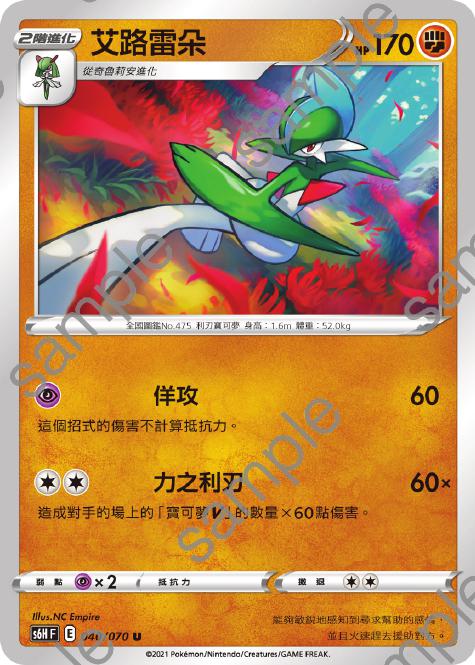 2階進化
艾路雷朵
HP 170
從奇魯莉安進化
全國圖鑑No.475 利刃寶可夢 身高:1.6m 體重:52.0kg
佯攻 60
這個招式的傷害不計算抵抗力。
力之利刃 60×
造成對手的場上的「寶可夢V」的數量×60點傷害。
弱點 ×2 抵抗力 撤退
Illus.NC Empire
S6H F E 040/070 U
能夠敏銳地感知到尋求幫助的感情,
並且火速趕去援助對方。
©2021 Pokémon/Nintendo/Creatures/GAME FREAK.
sample
sample
sample
sample
sample
sample